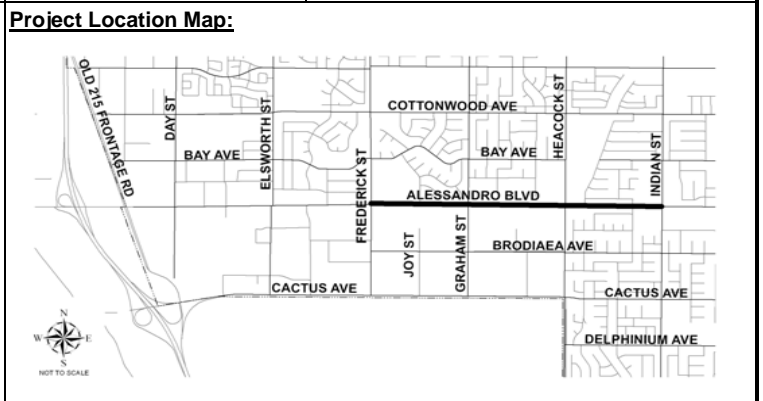 Project Location Map:
OLD 215 FRONTAGE RD
DAY ST
ELSWORTH ST
COTTONWOOD AVE
HEACOCK ST
BAY AVE
BAY AVE
FREDERICK ST
INDIAN ST
ALESSANDRO BLVD
JOY ST
GRAHAM ST
BRODIAEA AVE
CACTUS AVE
CACTUS AVE
DELPHINIUM AVE
N
W E
S
NOT TO SCALE